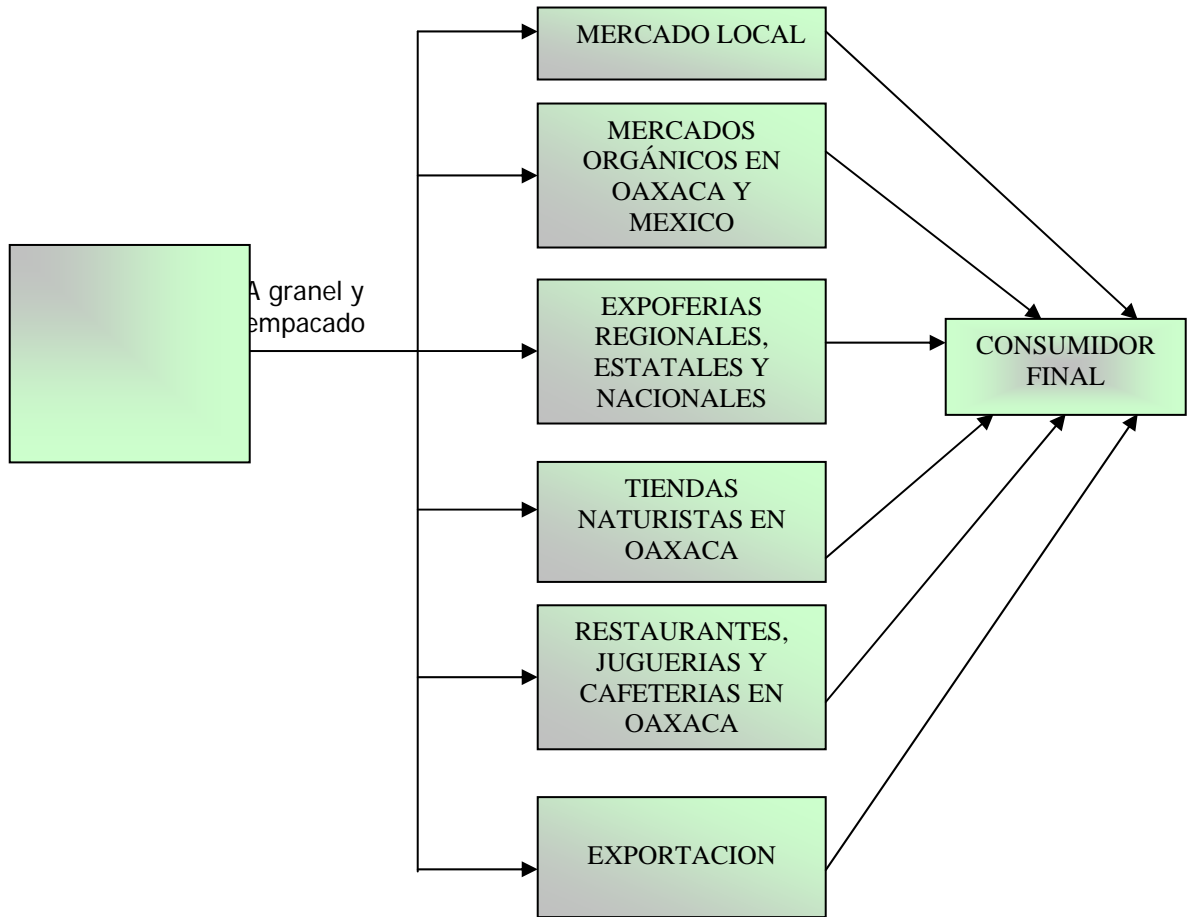 MERCADO LOCAL
MERCADOS
ORGÁNICOS EN
OAXACA Y
MEXICO
A granel y
empacado
EXPOFERIAS
REGIONALES,
ESTATALES Y
NACIONALES
CONSUMIDOR
FINAL
TIENDAS
NATURISTAS EN
OAXACA
RESTAURANTES,
JUGUERIAS Y
CAFETERIAS EN
OAXACA
EXPORTACION